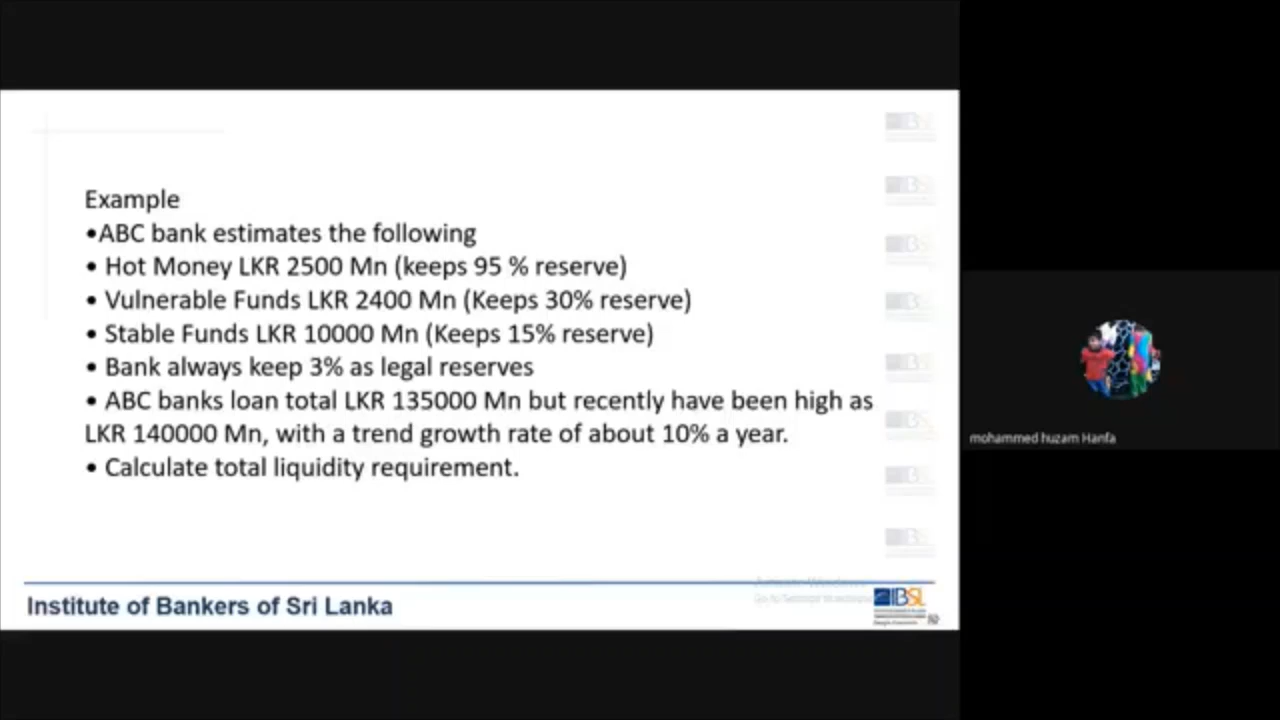 Example
•ABC bank estimates the following
• Hot Money LKR 2500 Mn (keeps 95 % reserve)
• Vulnerable Funds LKR 2400 Mn (Keeps 30% reserve)
• Stable Funds LKR 10000 Mn (Keeps 15% reserve)
• Bank always keep 3% as legal reserves
• ABC banks loan total LKR 135000 Mn but recently have been high as
LKR 140000 Mn, with a trend growth rate of about 10% a year.
• Calculate total liquidity requirement.
mohammed huzam Hanfa
Institute of Bankers of Sri Lanka
IBSL